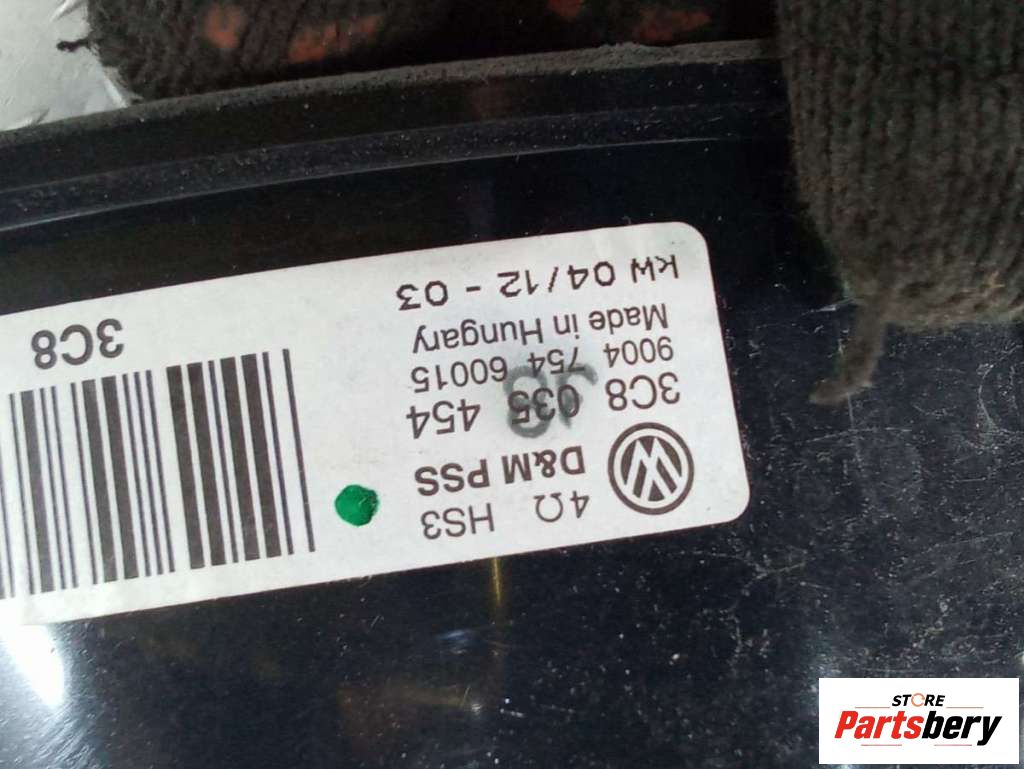 4Ω HS3
D&M PSS
3C8 035 454
9004 754 60015
Made in Hungary
KW 04/12 - 03
3C8
STORE
Partsbery